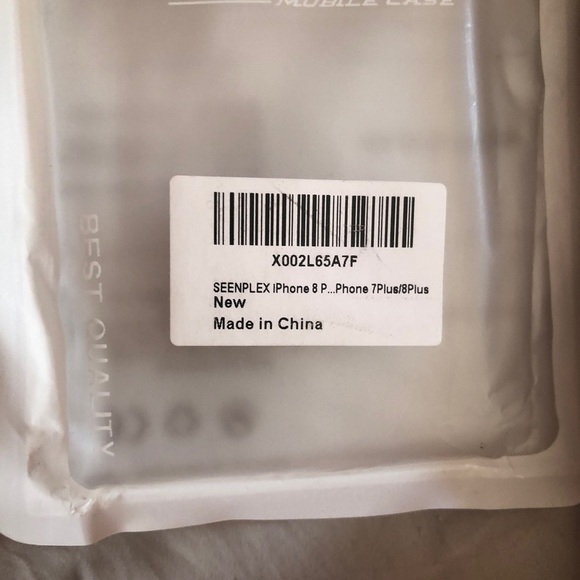 MOBILE CASE
X002L65A7F
SEENPLEX iPhone 8 P...Phone 7Plus/8Plus
New
Made in China
BEST QUALITY